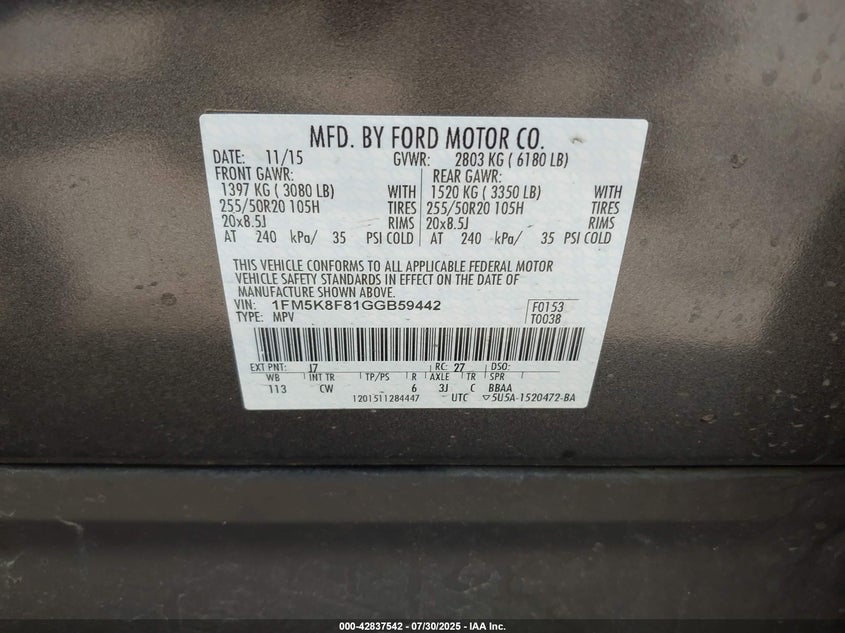 MFD. BY FORD MOTOR CO.
DATE: 11/15 GVWR: 2803 KG ( 6180 LB)
FRONT GAWR: REAR GAWR:
1397 KG ( 3080 LB) WITH 1520 KG ( 3350 LB) WITH
255/50R20 105H TIRES 255/50R20 105H TIRES
20x8.5J RIMS 20x8.5J RIMS
AT 240 kPa/ 35 PSI COLD AT 240 kPa/ 35 PSI COLD
THIS VEHICLE CONFORMS TO ALL APPLICABLE FEDERAL MOTOR
VEHICLE SAFETY STANDARDS IN EFFECT ON THE DATE OF
MANUFACTURE SHOWN ABOVE.
VIN: 1FM5K8F81GGB59442 F0153
TYPE: MPV T0038
EXT PNT: J7 RC: 27 DSO:
WB INT TR TP/PS R AXLE TR SPR
113 CW 6 3J C BBAA
1201511284447 UTC ▽5U5A-1520472-BA
000-42837542 / 07/30/2025 - IAA Inc.